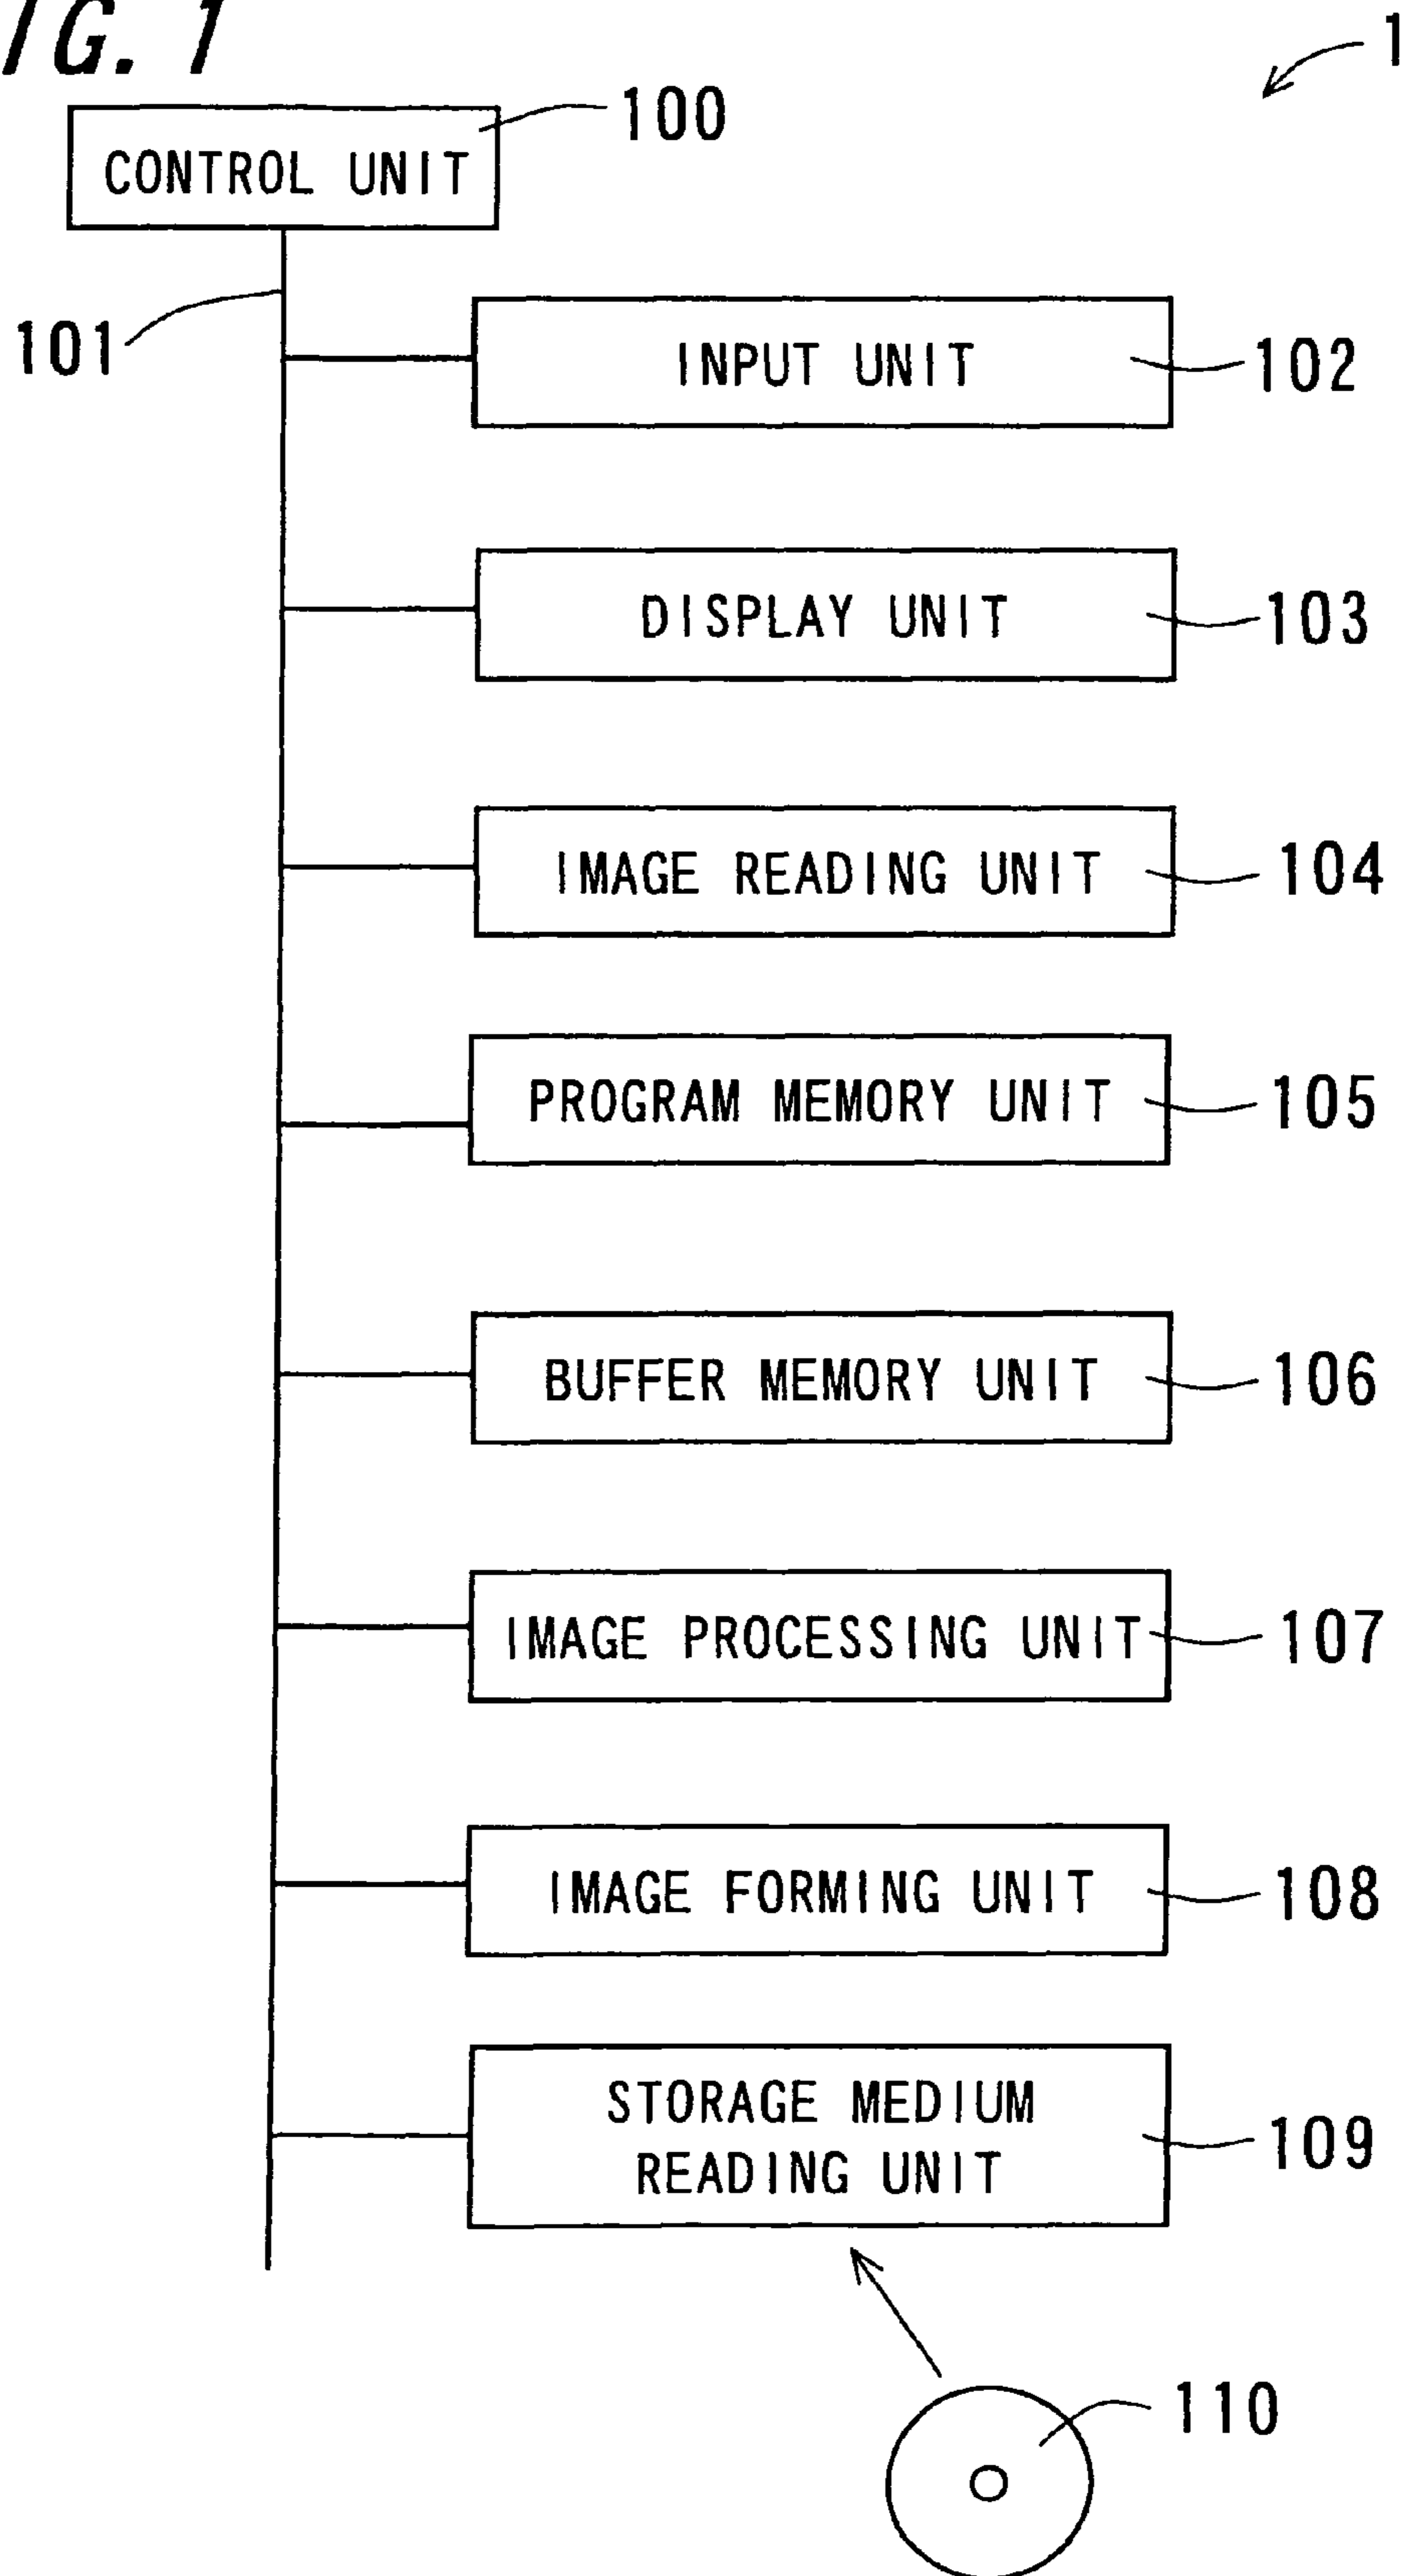 IG. 1
1
100
CONTROL UNIT
101
INPUT UNIT
102
DISPLAY UNIT
103
IMAGE READING UNIT
104
PROGRAM MEMORY UNIT
105
BUFFER MEMORY UNIT
106
IMAGE PROCESSING UNIT
107
IMAGE FORMING UNIT
108
STORAGE MEDIUM
READING UNIT
109
110